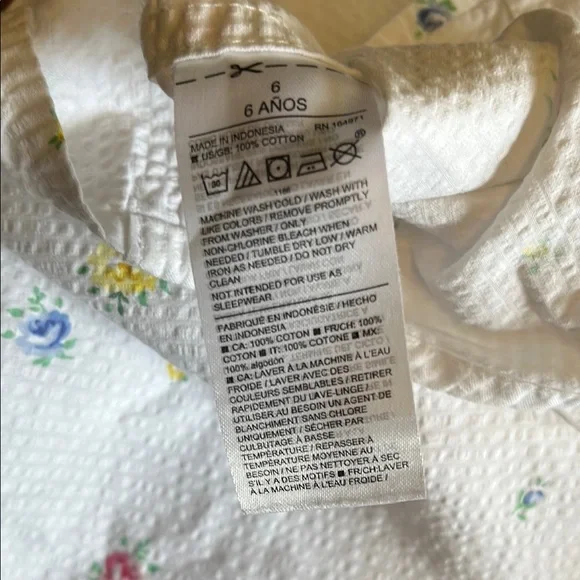 6
6 AÑOS
MADE IN INDONESIA RN 164971
■ US/GB: 100% COTTON
MACHINE WASH COLD / WASH WITH
LIKE COLORS / REMOVE PROMPTLY
FROM WASHER / ONLY
NON-CHLORINE BLEACH WHEN
NEEDED / TUMBLE DRY LOW / WARM
IRON AS NEEDED / DO NOT DRY
CLEAN
NOT INTENDED FOR USE AS
SLEEPWEAR
FABRIQUÉ EN INDONÉSIE / HECHO
EN INDONESIA
■ CA: 100% COTON ■ FR/CH: 100%
COTON ■ IT: 100% COTONE ■ MX:
100% algodón
■ CA: LAVER À LA MACHINE À L'EAU
FROIDE / LAVER AVEC DES
COULEURS SEMBLABLES / RETIRER
RAPIDEMENT DU LAVE-LINGE /
UTILISER AU BESOIN UN AGENT DE
BLANCHIMENT SANS CHLORE
UNIQUEMENT / SÉCHER PAR
CULBUTAGE À BASSE
TEMPÉRATURE / REPASSER À
TEMPÉRATURE MOYENNE AU
BESOIN / NE PAS NETTOYER À SEC
S'IL Y A DES MOTIFS ■ FR/CH: LAVER
À LA MACHINE À L'EAU FROIDE /